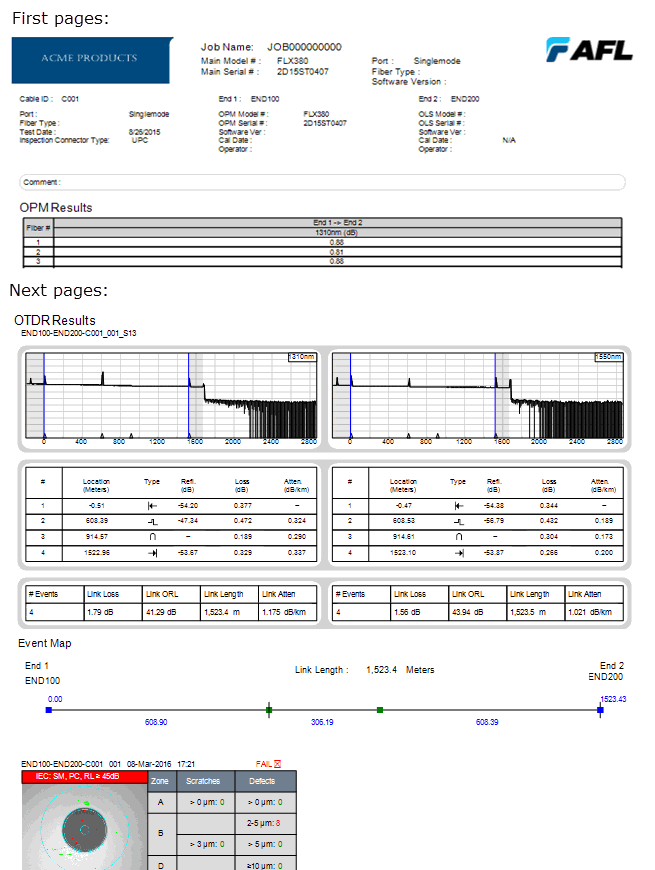 First pages:
ACME PRODUCTS
Job Name: JOB000000000
Main Model # : FLX380
Main Serial # : 2D15ST0407
Port : Singlemode
Fiber Type :
Software Version :
AFL
Cable ID : C001
End 1 : END100
End 2 : END200
Port : Singlemode
Fiber Type :
Test Date : 8/26/2015
Inspection Connector Type: UPC
OPM Model # : FLX380
OPM Serial # : 2D15ST0407
Software Ver :
Cal Date :
Operator :
OLS Model # :
OLS Serial # :
Software Ver :
Cal Date : N/A
Operator :
Comment :
OPM Results
Fiber #
End 1 -> End 2
1310nm (dB)
1 0.88
2 0.81
3 0.88
Next pages:
OTDR Results
END100-END200-C001_001_S13
1310nm
0 400 800 1200 1600 2000 2400 2800
1550nm
0 400 800 1200 1600 2000 2400 2800
# Location (Meters) Type Refl. (dB) Loss (dB) Atten. (dB/km)
1 -0.51 -54.20 0.377 --
2 608.39 -47.34 0.472 0.324
3 914.57 -- 0.189 0.290
4 1522.96 -53.67 0.329 0.337
# Location (Meters) Type Refl. (dB) Loss (dB) Atten. (dB/km)
1 -0.47 -54.38 0.344 --
2 608.53 -56.79 0.432 0.189
3 914.61 -- 0.304 0.173
4 1523.10 -53.87 0.266 0.200
# Events Link Loss Link ORL Link Length Link Atten
4 1.79 dB 41.29 dB 1,523.4 m 1.175 dB/km
# Events Link Loss Link ORL Link Length Link Atten
4 1.56 dB 43.94 dB 1,523.5 m 1.021 dB/km
Event Map
End 1
END100
Link Length : 1,523.4 Meters
End 2
END200
0.00 1523.43
608.90 306.19 608.39
END100-END200-C001 001 08-Mar-2016 17:21 FAIL
IEC: SM, PC, RL ≥ 45dB
Zone Scratches Defects
A > 0 μm: 0 > 0 μm: 0
B
2-5 μm: 8
> 3 μm: 0 > 5 μm: 0
D ≥10 μm: 0